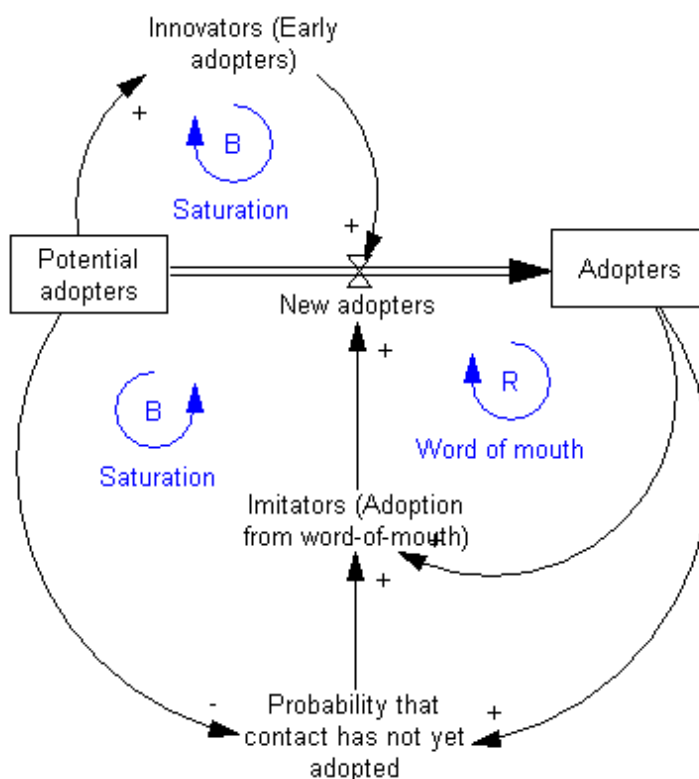 Innovators (Early
adopters)
+
B
Saturation
+
Potential
adopters
Adopters
New adopters
+
B
Saturation
R
Word of mouth
Imitators (Adoption
from word-of-mouth)
+
+
-
+
Probability that
contact has not yet
adopted